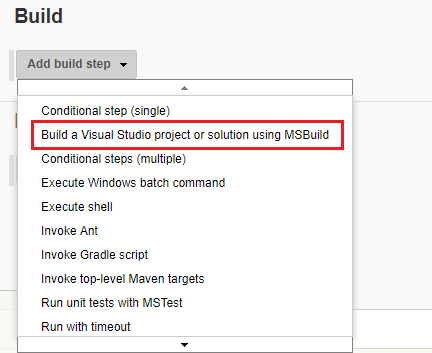 Build
Add build step
Conditional step (single)
Build a Visual Studio project or solution using MSBuild
Conditional steps (multiple)
Execute Windows batch command
Execute shell
Invoke Ant
Invoke Gradle script
Invoke top-level Maven targets
Run unit tests with MSTest
Run with timeout